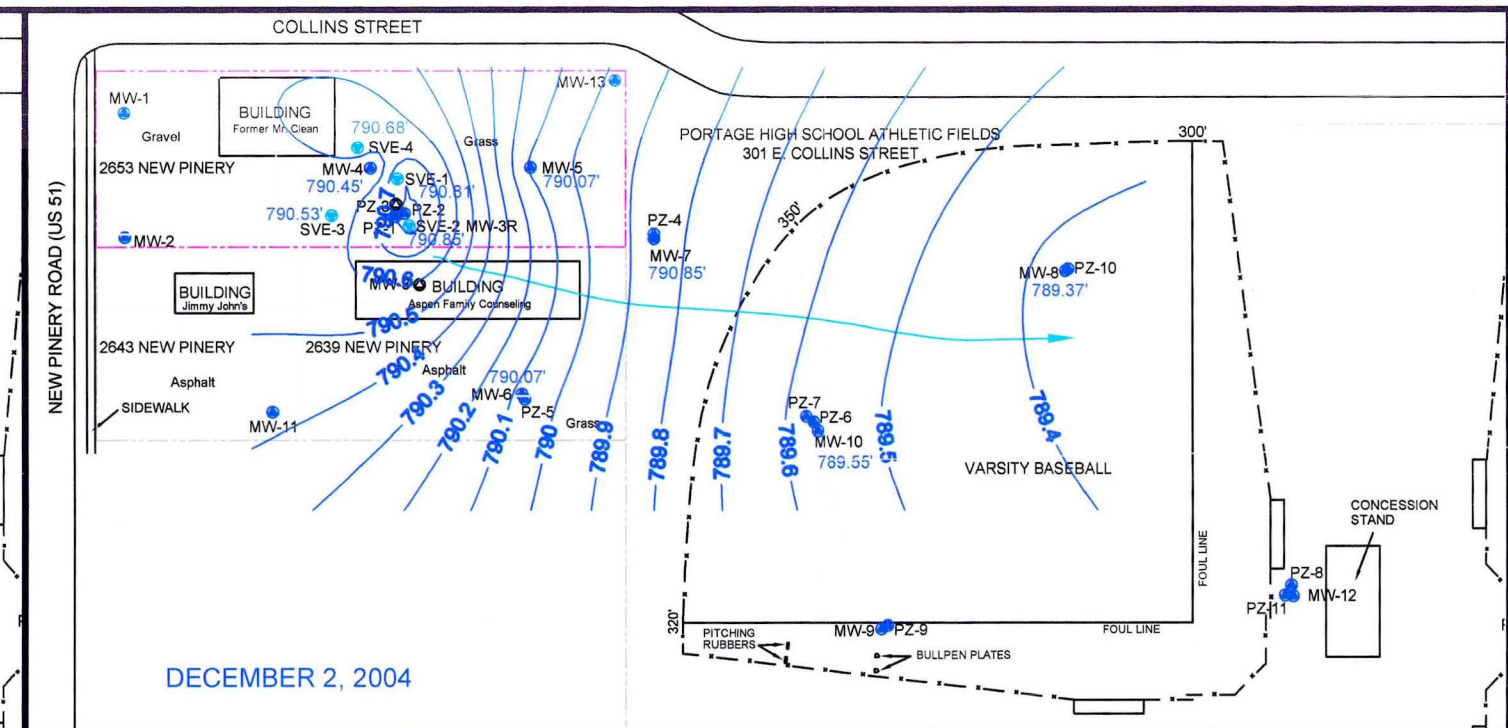 COLLINS STREET
MW-13
MW-1
Gravel
BUILDING
Former Mr. Clean
790.68'
SVE-4
Grass
PORTAGE HIGH SCHOOL ATHLETIC FIELDS
301 E. COLLINS STREET
300'
2653 NEW PINERY
MW-4
790.45'
SVE-1
790.81'
MW-5
790.07'
790.7
PZ-3
PZ-2
PZ-1
790.53'
SVE-3
SVE-2
MW-3R
790.85'
350'
PZ-4
MW-7
790.85'
MW-2
NEW PINERY ROAD (US 51)
790.6
BUILDING
Aspen Family Counseling
MW-8
PZ-10
789.37'
BUILDING
Jimmy John's
790.5
2643 NEW PINERY
2639 NEW PINERY
790.4
Asphalt
Asphalt
790.3
790.07'
MW-6
PZ-5
SIDEWALK
MW-11
790.2
790.1
790
Grass
789.9
789.8
789.7
789.6
789.5
789.4
PZ-7
PZ-6
MW-10
789.55'
VARSITY BASEBALL
CONCESSION
STAND
FOUL LINE
PZ-8
PZ-11
MW-12
320'
PITCHING
RUBBERS
MW-9
PZ-9
FOUL LINE
BULLPEN PLATES
DECEMBER 2, 2004